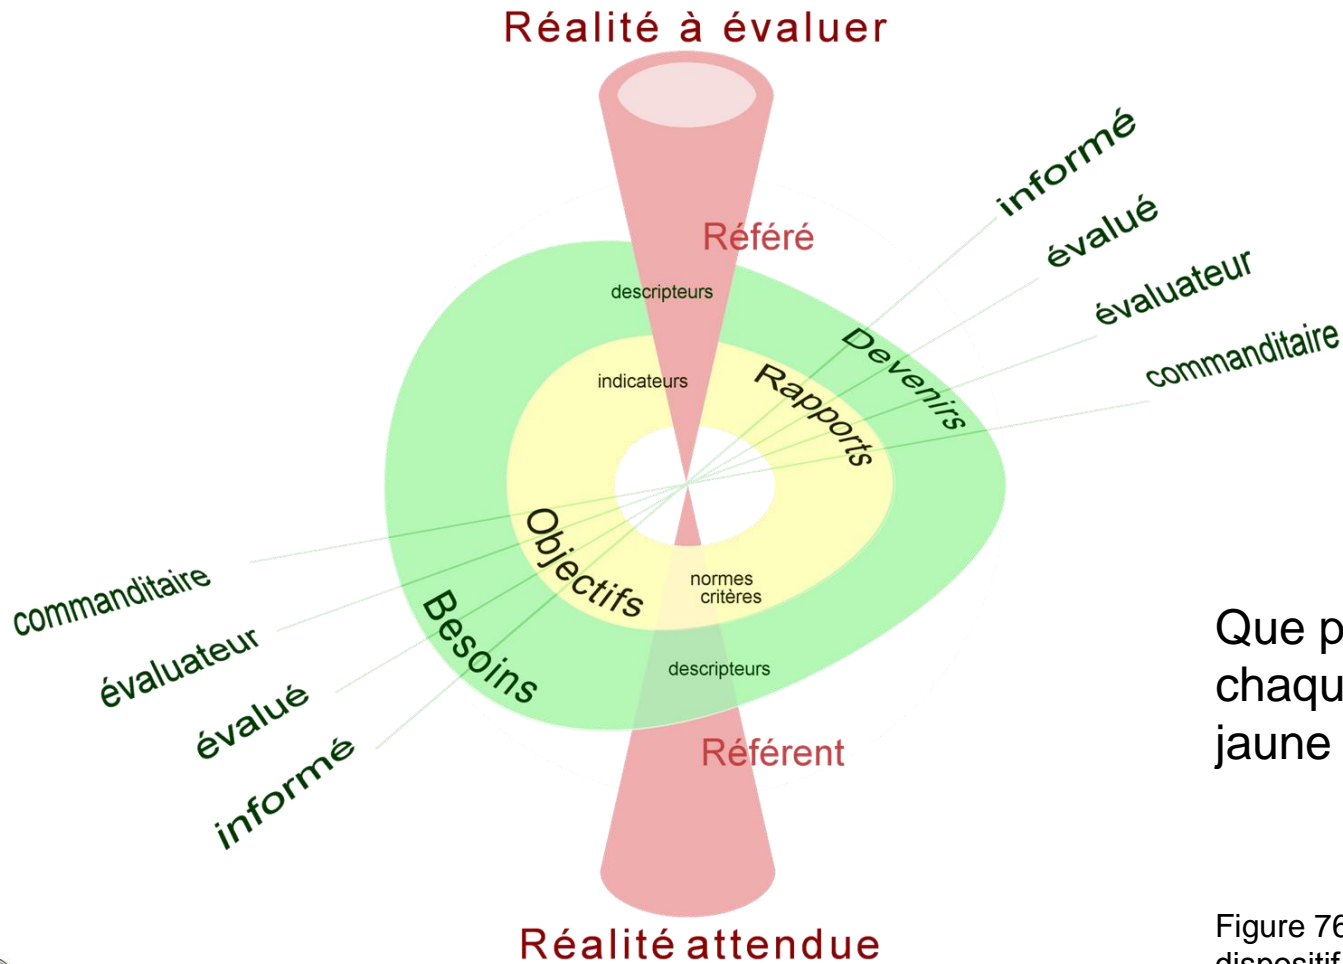 Réalité à évaluer
informé
évalué
Référé
évaluateur
descripteurs
Devenirs
commanditaire
indicateurs
Rapports
Objectifs
commanditaire
normes
critères
Besoins
évaluateur
descripteurs
évalué
Référent
informé
Réalité attendue
Que
jaune
Figure 76
dispositif